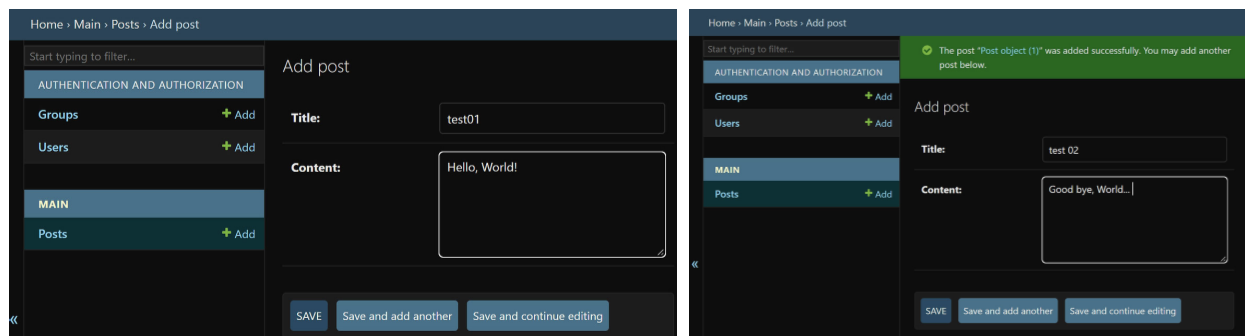 Home › Main › Posts › Add post
Start typing to filter...
AUTHENTICATION AND AUTHORIZATION
Groups + Add
Users + Add
MAIN
Posts + Add
«
Add post
Title: test01
Content: Hello, World!
SAVE Save and add another Save and continue editing
Home › Main › Posts › Add post
Start typing to filter...
AUTHENTICATION AND AUTHORIZATION
Groups + Add
Users + Add
MAIN
Posts + Add
«
The post “Post object (1)” was added successfully. You may add another
post below.
Add post
Title: test 02
Content: Good bye, World...
SAVE Save and add another Save and continue editing